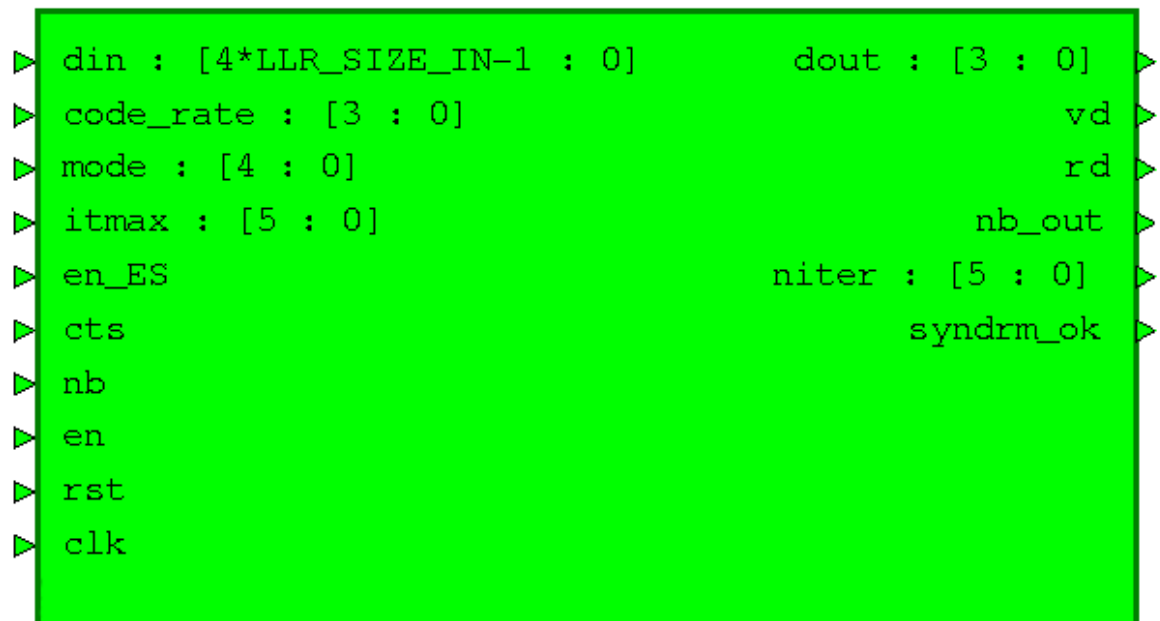 din : [4*LLR_SIZE_IN-1 : 0] dout : [3 : 0]
code_rate : [3 : 0] vd
mode : [4 : 0] rd
itmax : [5 : 0] nb_out
en_ES niter : [5 : 0]
cts syndrm_ok
nb
en
rst
clk